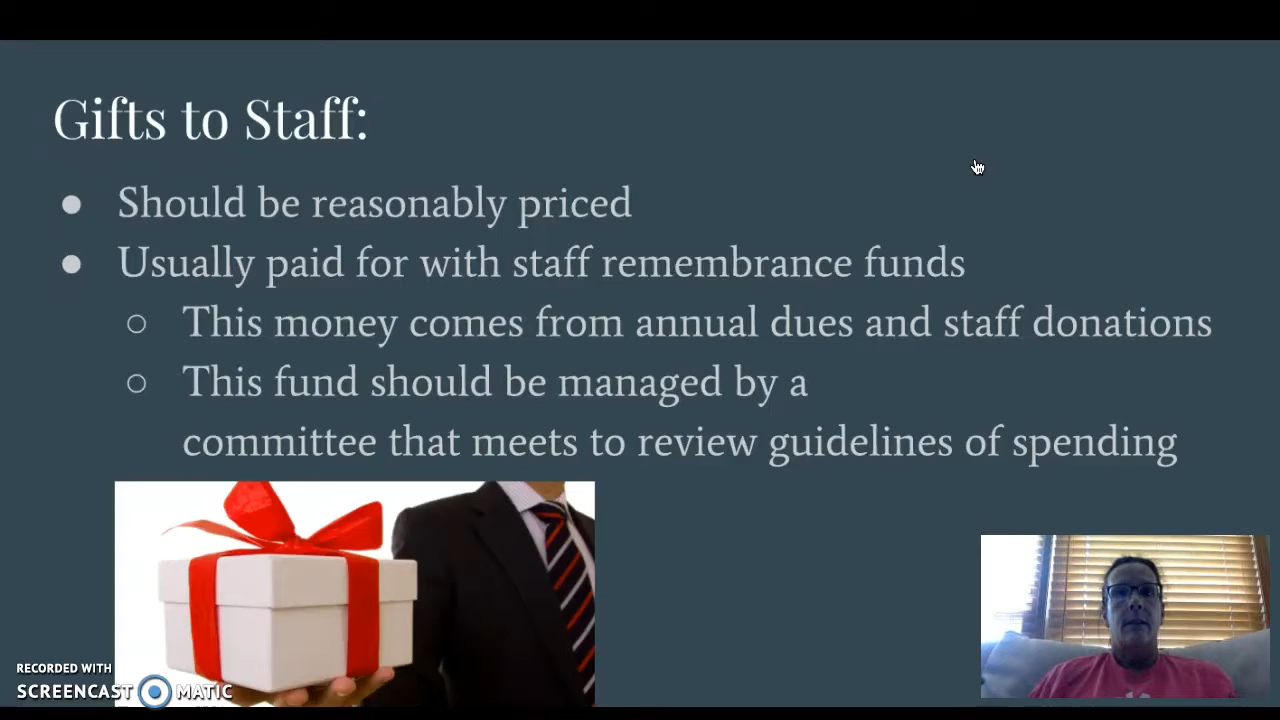 Gifts to Staff:
● Should be reasonably priced
● Usually paid for with staff remembrance funds
○ This money comes from annual dues and staff donations
○ This fund should be managed by a
committee that meets to review guidelines of spending
RECORDED WITH
SCREENCAST MATIC